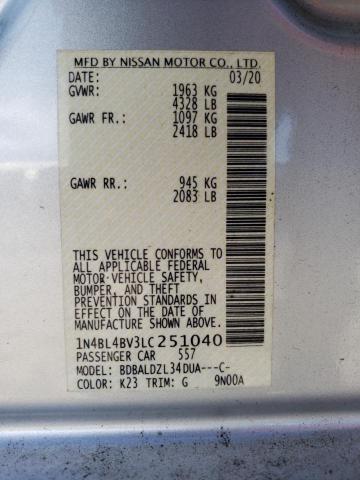 MFD BY NISSAN MOTOR CO., LTD.
DATE: 03/20
GVWR: 1963 KG
4328 LB
GAWR FR.: 1097 KG
2418 LB
GAWR RR.: 945 KG
2083 LB
THIS VEHICLE CONFORMS TO
ALL APPLICABLE FEDERAL
MOTOR VEHICLE SAFETY,
BUMPER, AND THEFT
PREVENTION STANDARDS IN
EFFECT ON THE DATE OF
MANUFACTURE SHOWN ABOVE.
1N4BL4BV3LC251040
PASSENGER CAR 557
MODEL: BDBALDZL34DUA---C-
COLOR: K23 TRIM: G 9N00A